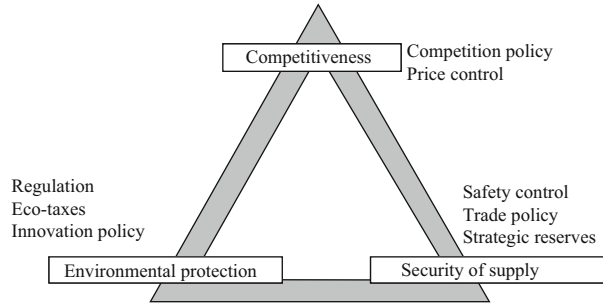 Competitiveness
Competition policy
Price control
Regulation
Eco-taxes
Innovation policy
Safety control
Trade policy
Strategic reserves
Environmental protection
Security of supply